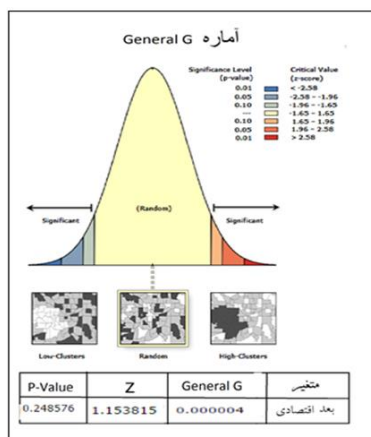 General G آماره
Significance Level (p-value) Critical Value (z-score)
0.01 < -2.58
0.05 -2.58 - -1.96
0.10 -1.96 - -1.65
— -1.65 - 1.65
0.10 1.65 - 1.96
0.05 1.96 - 2.58
0.01 > 2.58
(Random)
Significant Significant
Low-Clusters Random High-Clusters
P-Value Z General G متغیر
0.248576 1.153815 0.000004 بعد اقتصادی